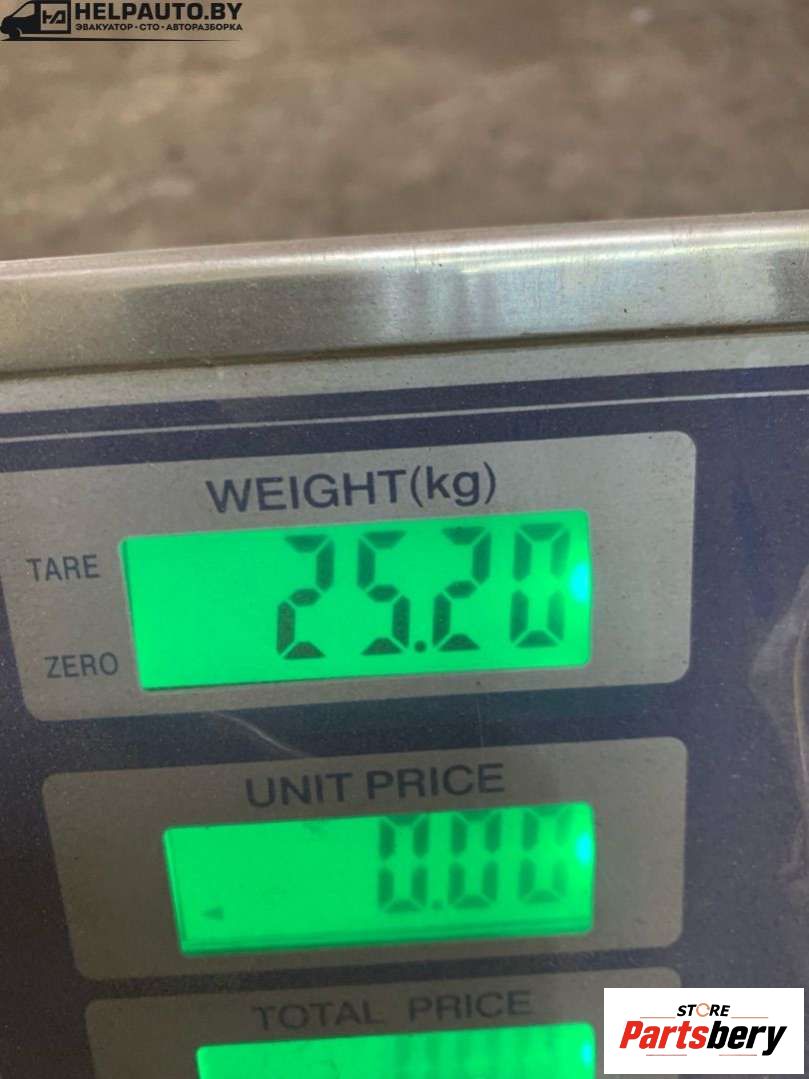 HELPAUTO.BY
ЭВАКУАТОР·СТО·АВТОРАЗБОРКА
WEIGHT(kg)
TARE
25.20
ZERO
UNIT PRICE
0.00
TOTAL PRICE
STORE
Partsbery